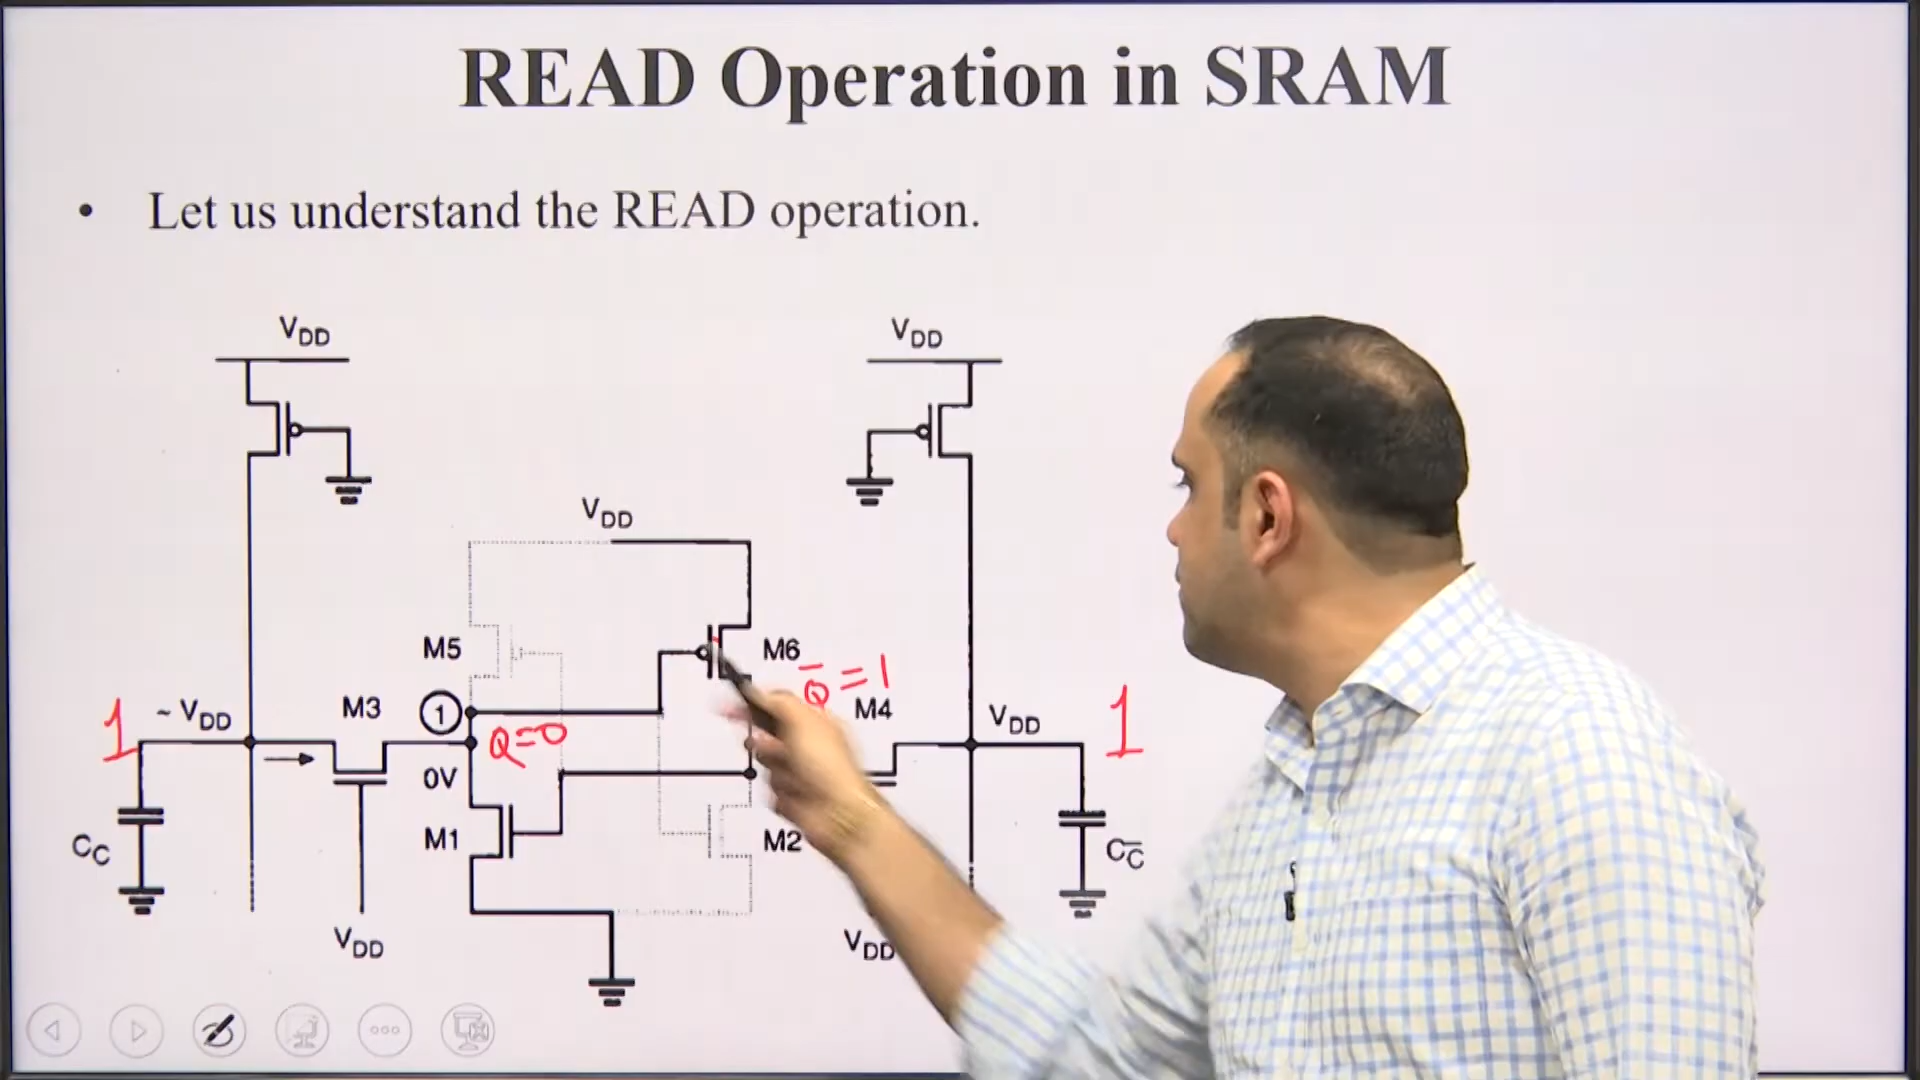 READ Operation in SRAM
• Let us understand the READ operation.
VDD
VDD
VDD
M5
M6
Q̅ = 1
1
~ VDD
M3
1
Q=0
M4
VDD
1
0V
CC
M1
M2
CC̅
VDD
VDD